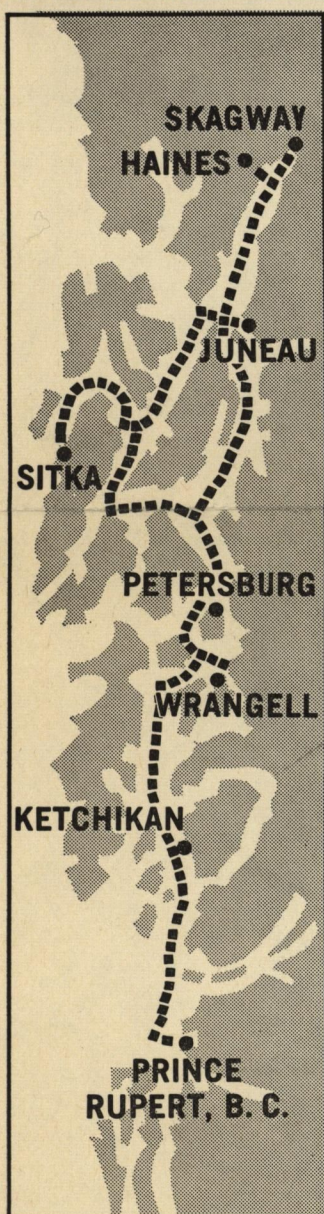 SKAGWAY
HAINES
JUNEAU
SITKA
PETERSBURG
WRANGELL
KETCHIKAN
PRINCE
RUPERT, B. C.